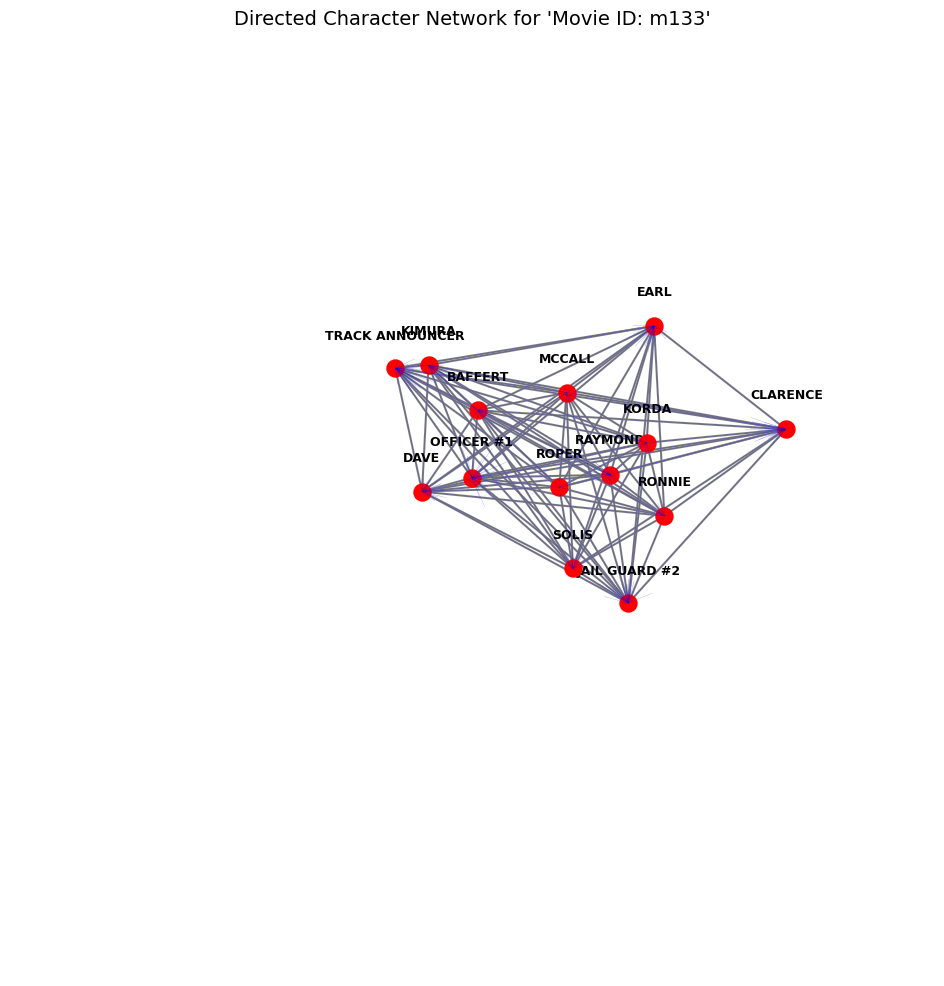 Directed Character Network for 'Movie ID: m133'
EARL
KIMURA
TRACK ANNOUNCER
MCCALL
BAFFERT
CLARENCE
KORDA
RAYMOND
OFFICER #1
ROPER
DAVE
RONNIE
SOLIS
JAIL GUARD #2